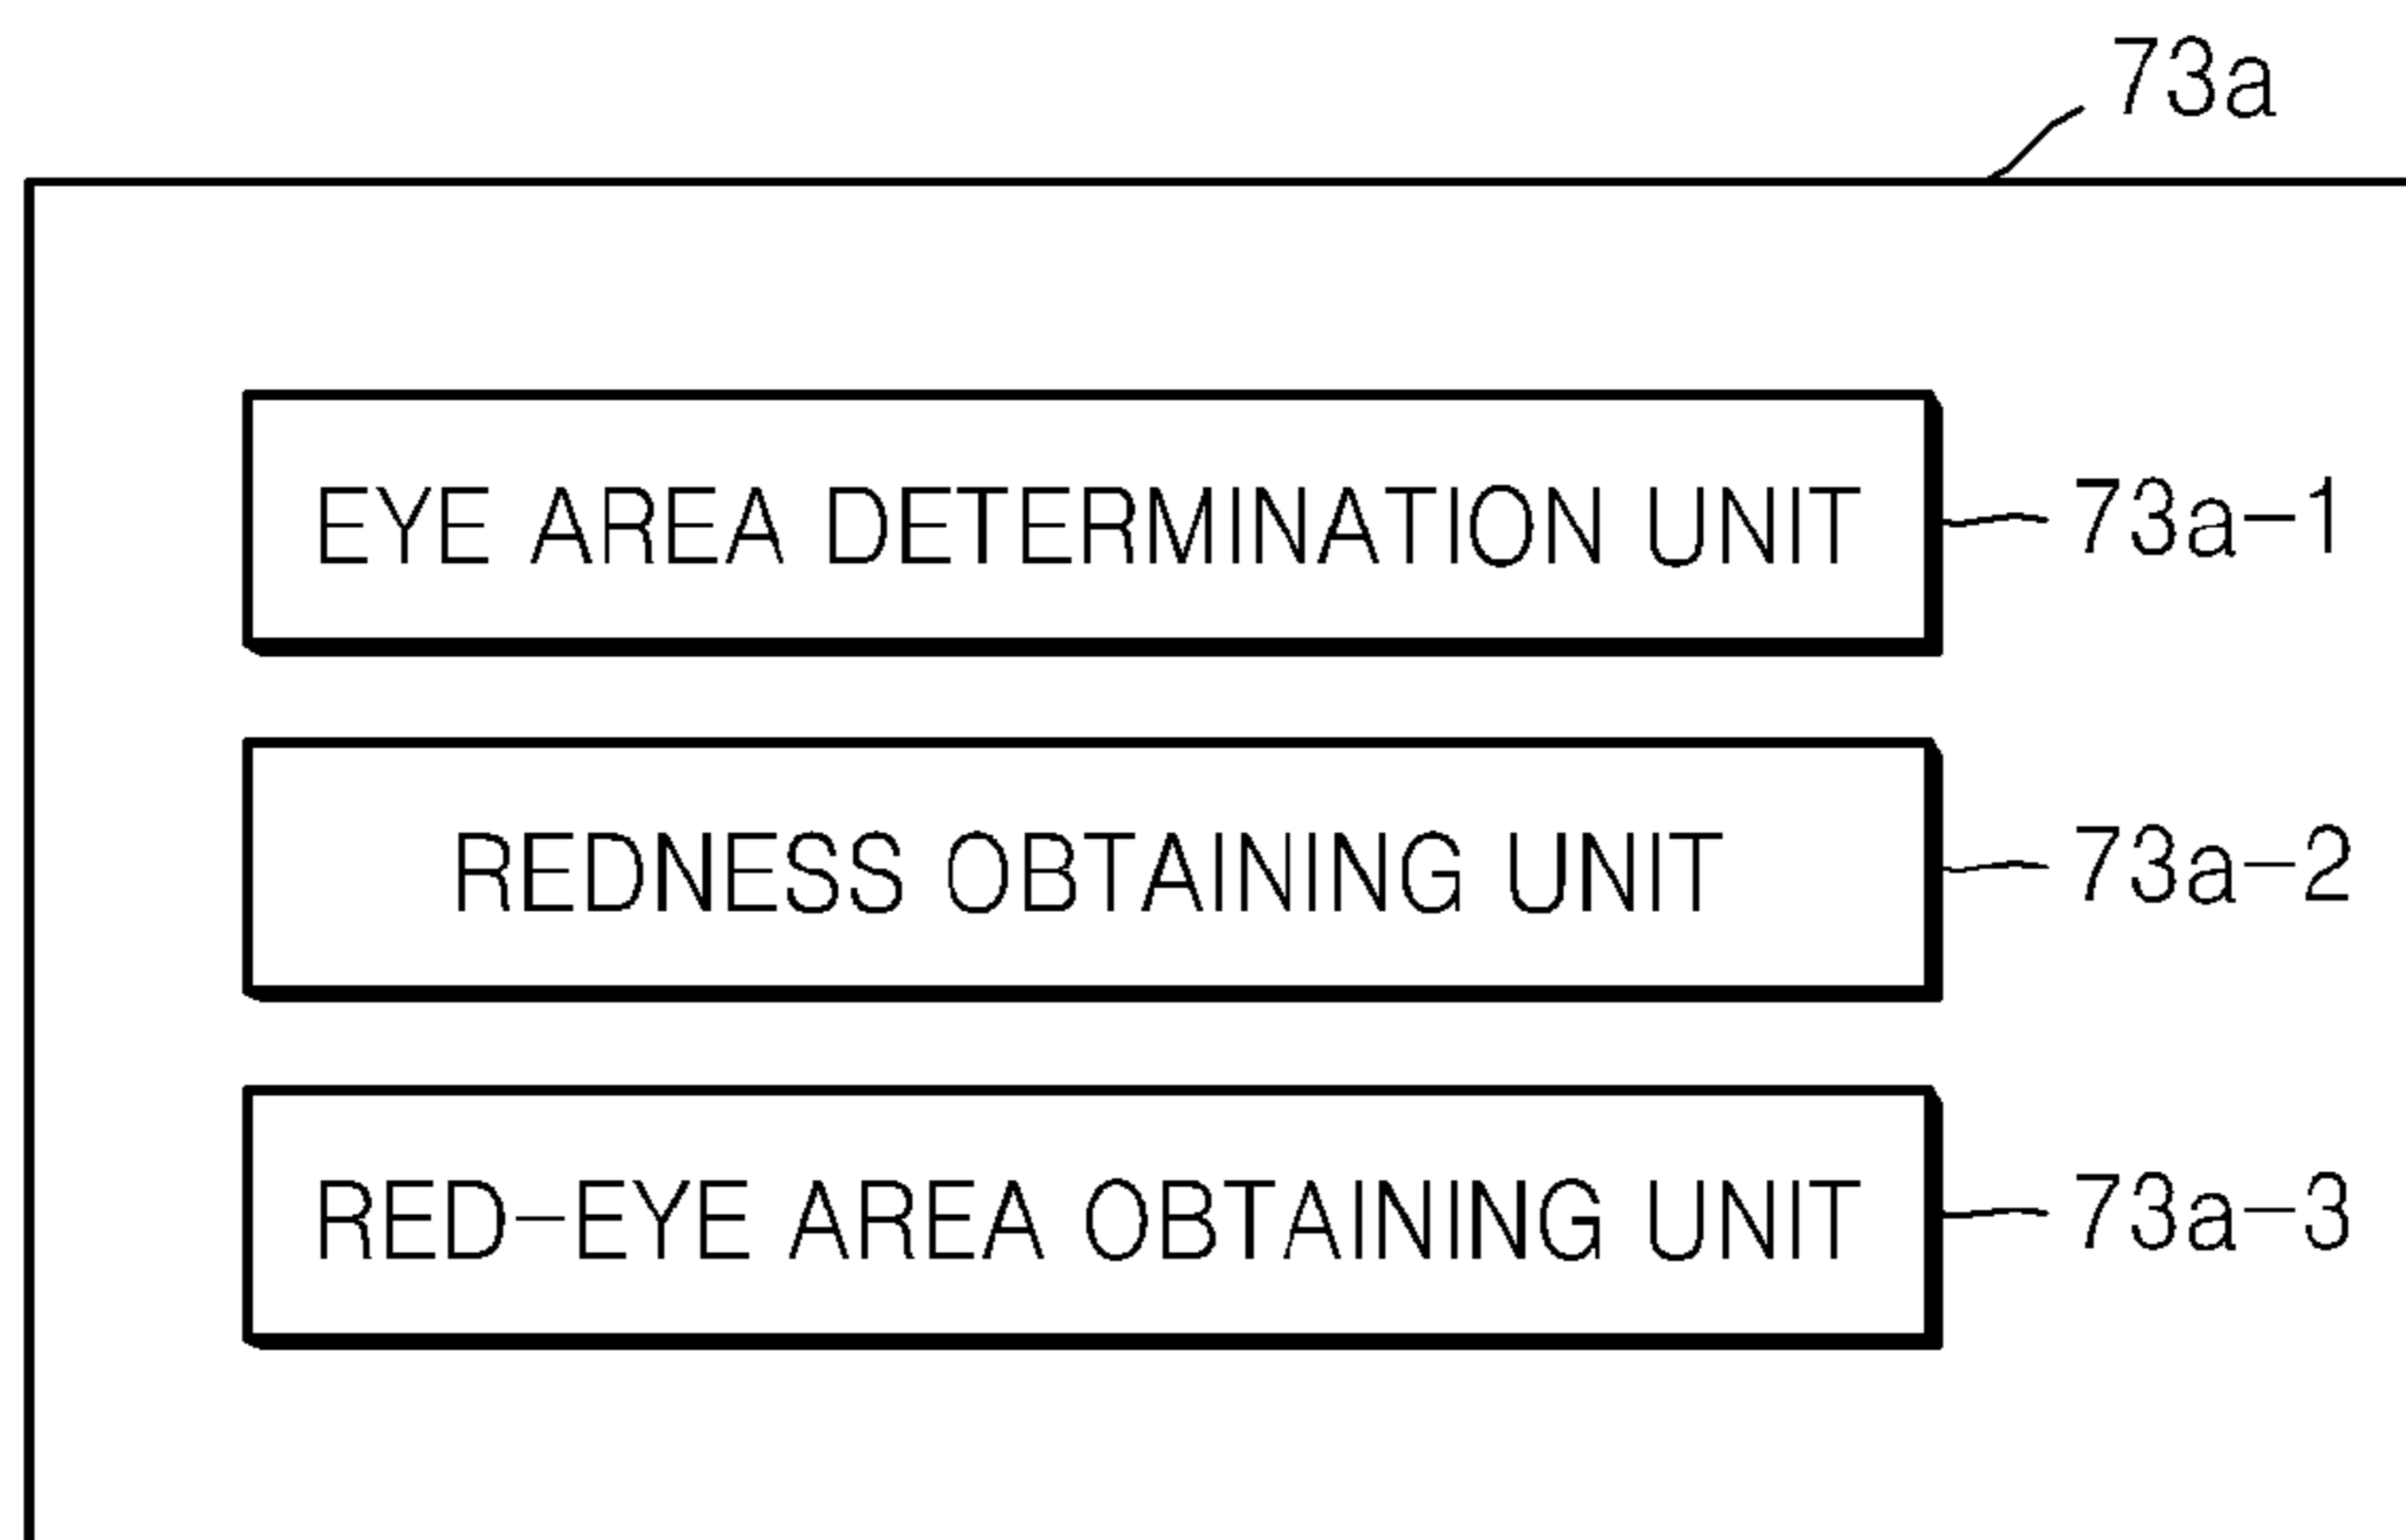 73a
EYE AREA DETERMINATION UNIT 73a-1
REDNESS OBTAINING UNIT 73a-2
RED-EYE AREA OBTAINING UNIT 73a-3